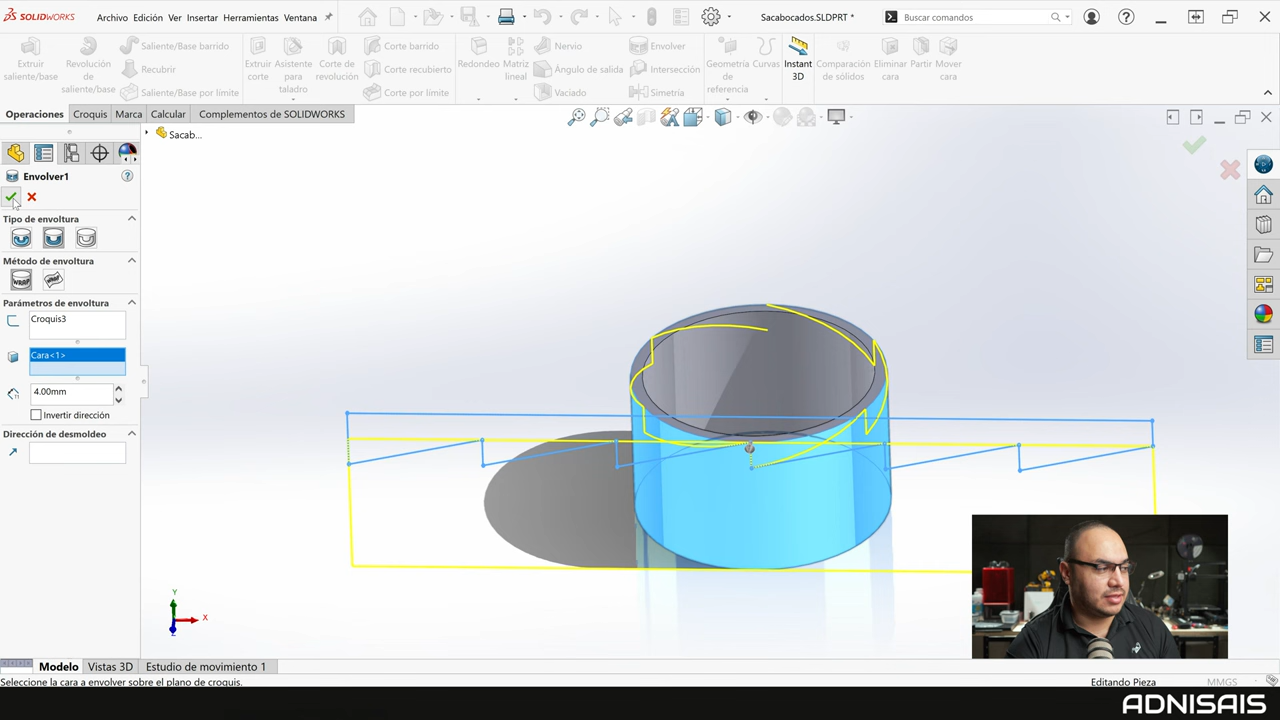 SOLIDWORKS
Archivo Edición Ver Insertar Herramientas Ventana
Sacabocados.SLDPRT *
Buscar comandos
Extruir saliente/base
Revolución de saliente/base
Saliente/Base barrido
Recubrir
Saliente/Base por límite
Extruir corte
Asistente para taladro
Corte de revolución
Corte barrido
Corte recubierto
Corte por límite
Redondeo
Matriz lineal
Nervio
Ángulo de salida
Vaciado
Envolver
Intersección
Simetría
Geometría de referencia
Curvas
Instant 3D
Comparación de sólidos
Eliminar cara
Partir
Mover cara
Operaciones Croquis Marca Calcular Complementos de SOLIDWORKS
Sacab...
Envolver1
Tipo de envoltura
Método de envoltura
WRAP WRAP
Parámetros de envoltura
Croquis3
Cara<1>
4.00mm
Invertir dirección
Dirección de desmoldeo
Y
X
Z
Modelo Vistas 3D Estudio de movimiento 1
Seleccione la cara a envolver sobre el plano de croquis.
Editando Pieza
MMGS
ADNISAIS